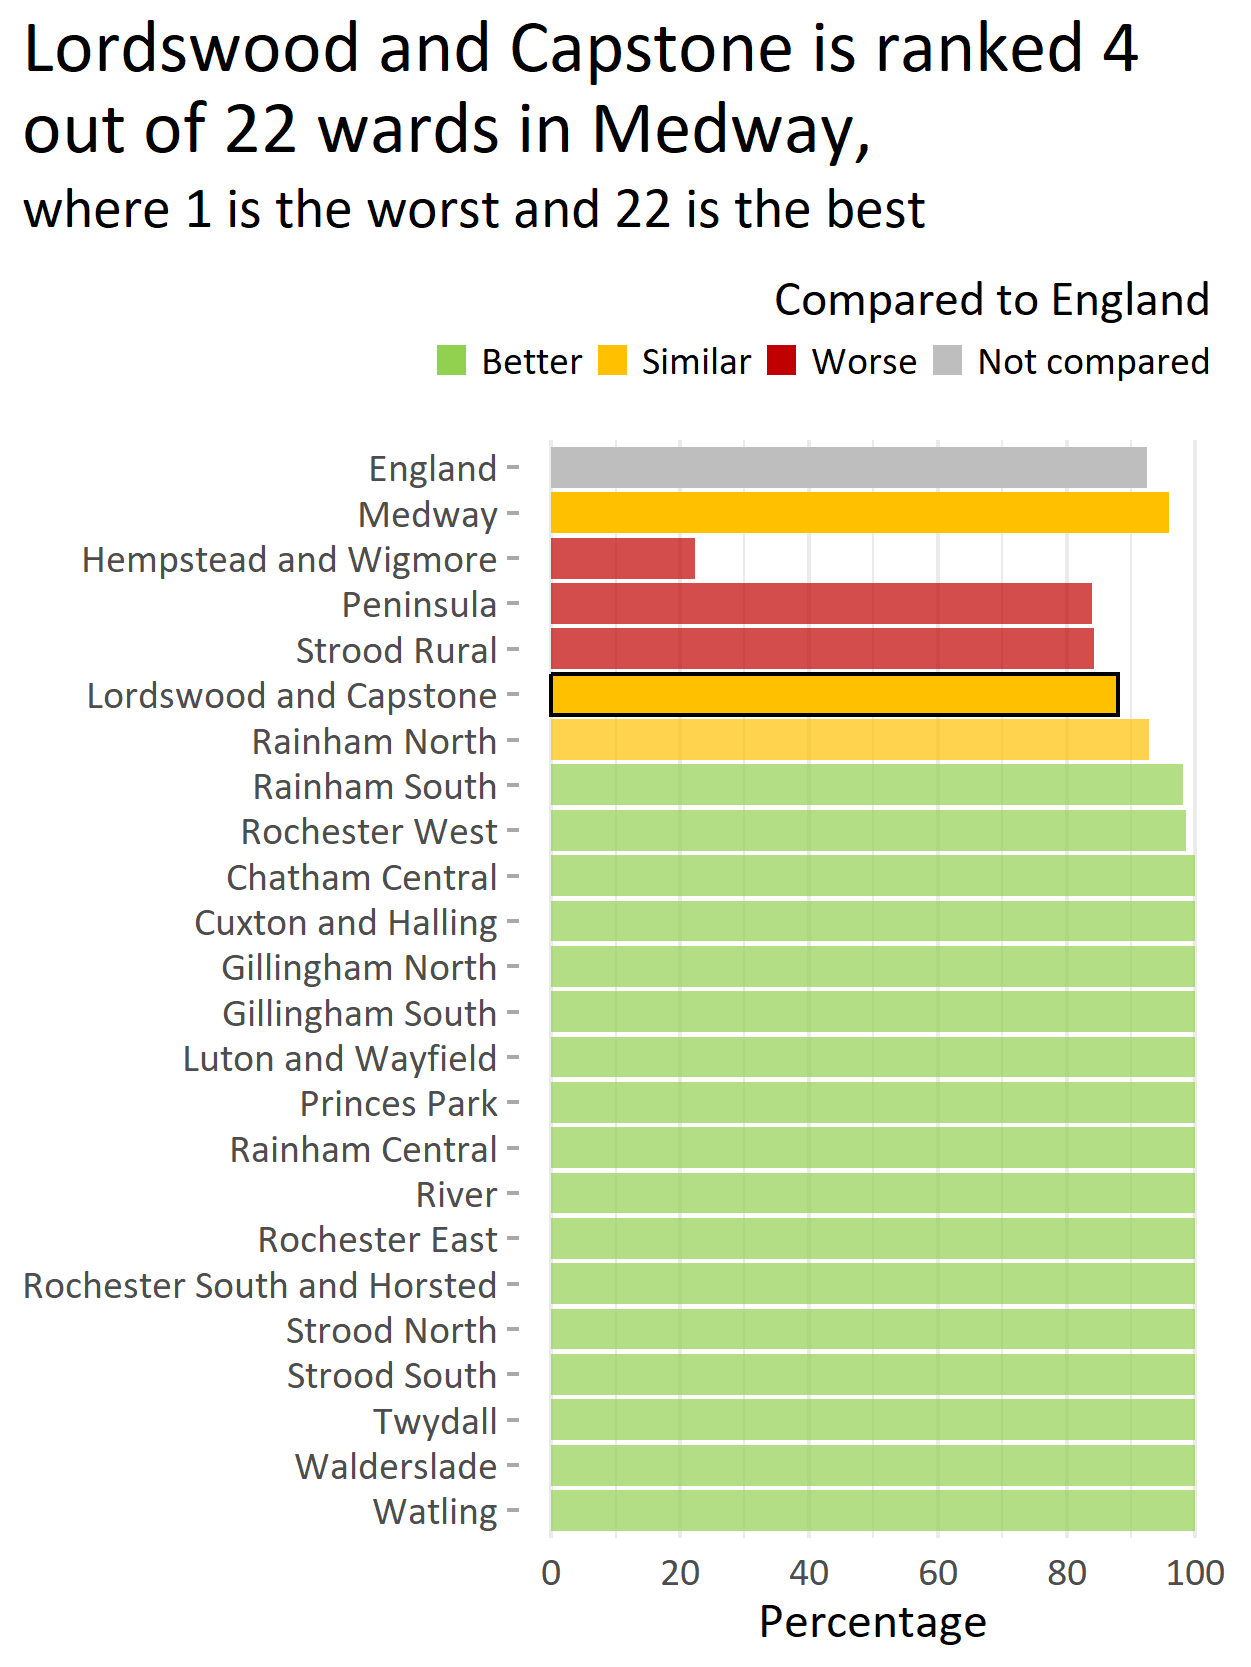 Lordswood and Capstone is ranked 4
out of 22 wards in Medway,
where 1 is the worst and 22 is the best
Compared to England
Better Similar Worse Not compared
England
Medway
Hempstead and Wigmore
Peninsula
Strood Rural
Lordswood and Capstone
Rainham North
Rainham South
Rochester West
Chatham Central
Cuxton and Halling
Gillingham North
Gillingham South
Luton and Wayfield
Princes Park
Rainham Central
River
Rochester East
Rochester South and Horsted
Strood North
Strood South
Twydall
Walderslade
Watling
0 20 40 60 80 100
Percentage